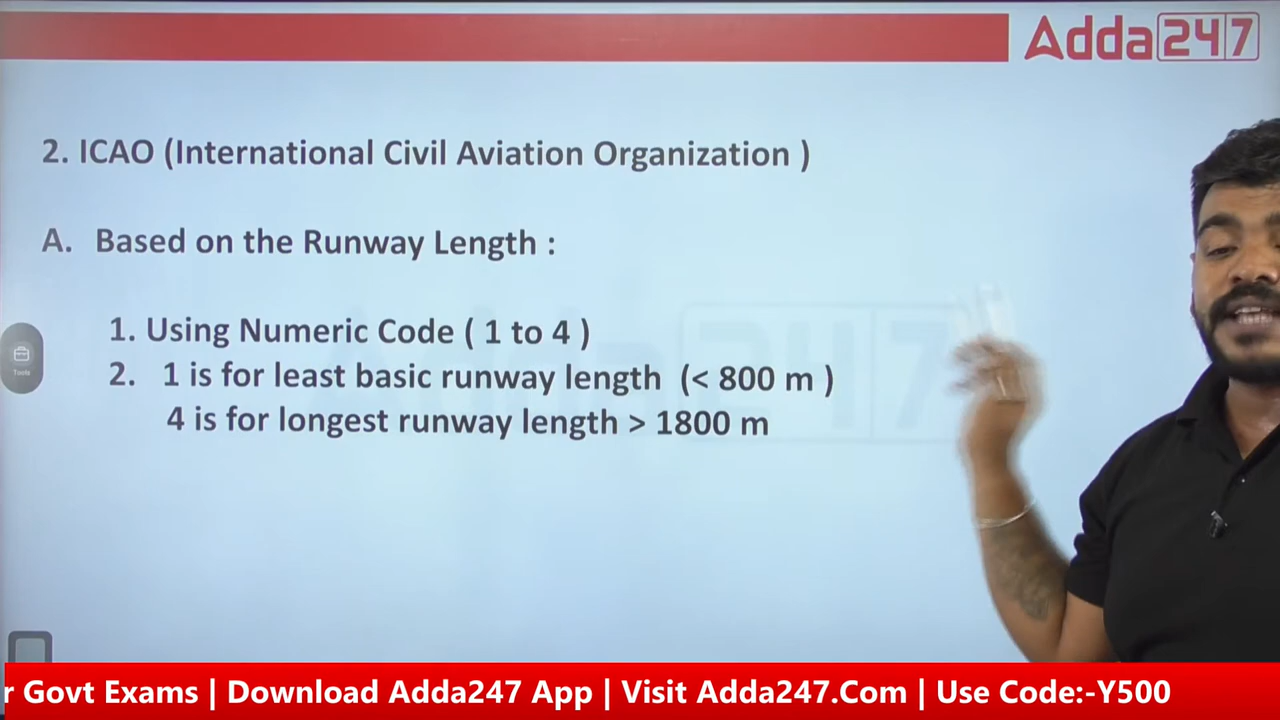 Adda247
2. ICAO (International Civil Aviation Organization )
A. Based on the Runway Length :
1. Using Numeric Code ( 1 to 4 )
2. 1 is for least basic runway length (< 800 m )
4 is for longest runway length > 1800 m
Tools
r Govt Exams | Download Adda247 App | Visit Adda247.Com | Use Code:-Y500